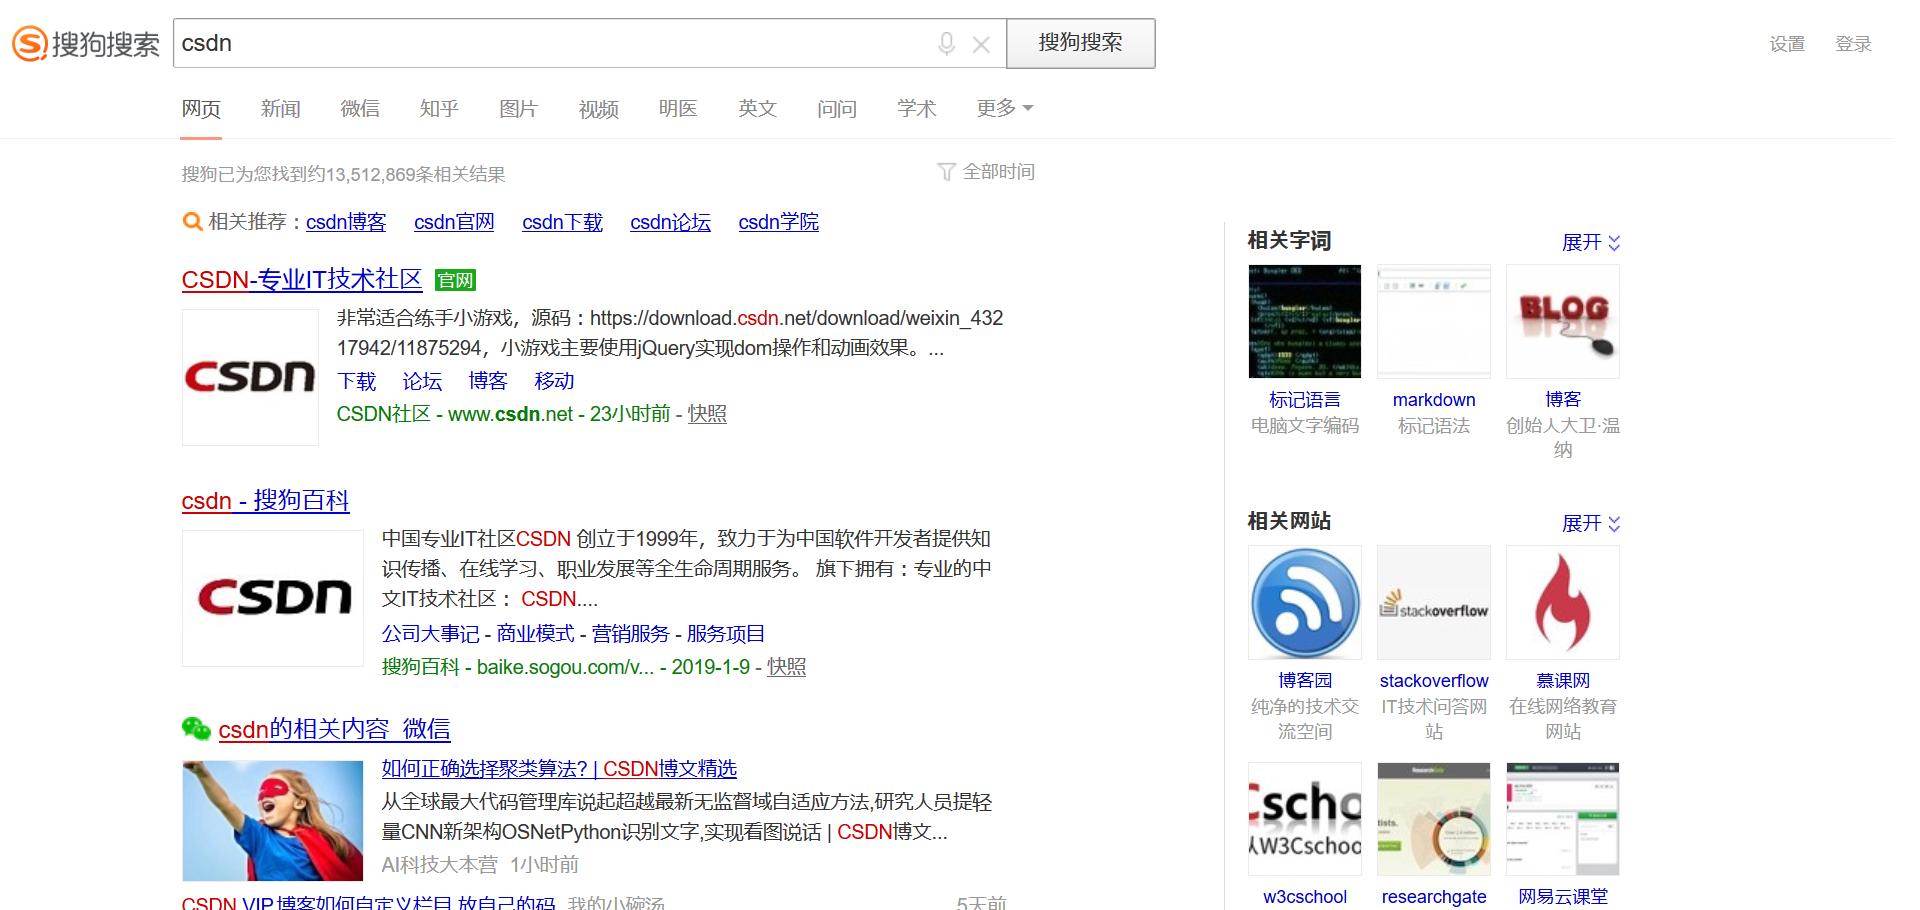 搜狗搜索
csdn
搜狗搜索
设置 登录
网页 新闻 微信 知乎 图片 视频 明医 英文 问问 学术 更多
搜狗已为您找到约13,512,869条相关结果
全部时间
相关推荐：csdn博客 csdn官网 csdn下载 csdn论坛 csdn学院
CSDN-专业IT技术社区 官网
CSDN
非常适合练手小游戏，源码：https://download.csdn.net/download/weixin_432
17942/11875294，小游戏主要使用jQuery实现dom操作和动画效果。...
下载 论坛 博客 移动
CSDN社区 - www.csdn.net - 23小时前 - 快照
csdn - 搜狗百科
CSDN
中国专业IT社区CSDN 创立于1999年，致力于为中国软件开发者提供知
识传播、在线学习、职业发展等全生命周期服务。 旗下拥有：专业的中
文IT技术社区： CSDN....
公司大事记 - 商业模式 - 营销服务 - 服务项目
搜狗百科 - baike.sogou.com/v... - 2019-1-9 - 快照
csdn的相关内容_微信
如何正确选择聚类算法? | CSDN博文精选
从全球最大代码管理库说起超越最新无监督域自适应方法,研究人员提轻
量CNN新架构OSNetPython识别文字,实现看图说话 | CSDN博文...
AI科技大本营 1小时前
CSDN VIP博客如何自定义栏目 放自己的码 我的小碗汤 5天前
相关字词
展开
BLOG
标记语言 markdown 博客
电脑文字编码 标记语法 创始人大卫·温
纳
相关网站
展开
stackoverflow
博客园 stackoverflow 慕课网
纯净的技术交 IT技术问答网 在线网络教育
流空间 站 网站
cscho
从W3Cschoo
w3cschool researchgate 网易云课堂